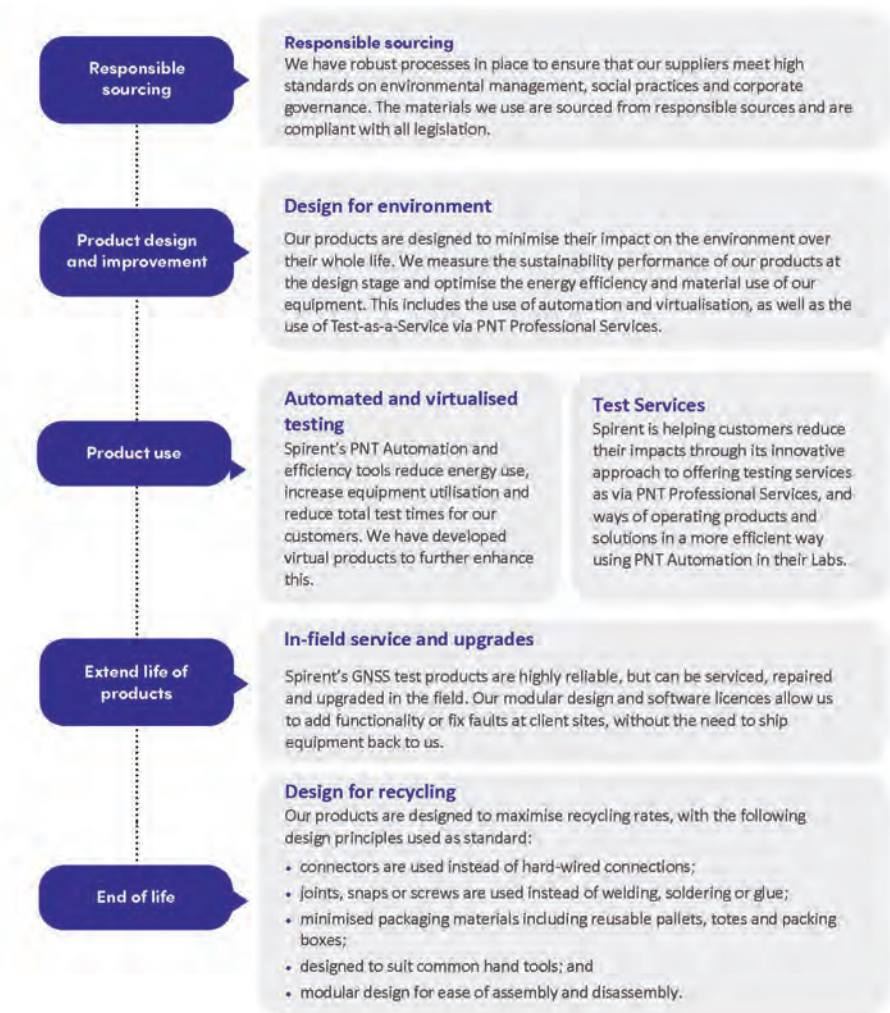 Responsible
sourcing
Responsible sourcing
We have robust processes in place to ensure that our suppliers meet high
standards on environmental management, social practices and corporate
governance. The materials we use are sourced from responsible sources and are
compliant with all legislation.
Product design
and improvement
Design for environment
Our products are designed to minimise their impact on the environment over
their whole life. We measure the sustainability performance of our products at
the design stage and optimise the energy efficiency and material use of our
equipment. This includes the use of automation and virtualisation, as well as the
use of Test-as-a-Service via PNT Professional Services.
Product use
Automated and virtualised
testing
Spirent's PNT Automation and
efficiency tools reduce energy use,
increase equipment utilisation and
reduce total test times for our
customers. We have developed
virtual products to further enhance
this.
Test Services
Spirent is helping customers reduce
their impacts through its innovative
approach to offering testing services
as via PNT Professional Services, and
ways of operating products and
solutions in a more efficient way
using PNT Automation in their Labs.
Extend life of
products
In-field service and upgrades
Spirent's GNSS test products are highly reliable, but can be serviced, repaired
and upgraded in the field. Our modular design and software licences allow us
to add functionality or fix faults at client sites, without the need to ship
equipment back to us.
End of life
Design for recycling
Our products are designed to maximise recycling rates, with the following
design principles used as standard:
• connectors are used instead of hard-wired connections;
• joints, snaps or screws are used instead of welding, soldering or glue;
• minimised packaging materials including reusable pallets, totes and packing
boxes;
• designed to suit common hand tools; and
• modular design for ease of assembly and disassembly.